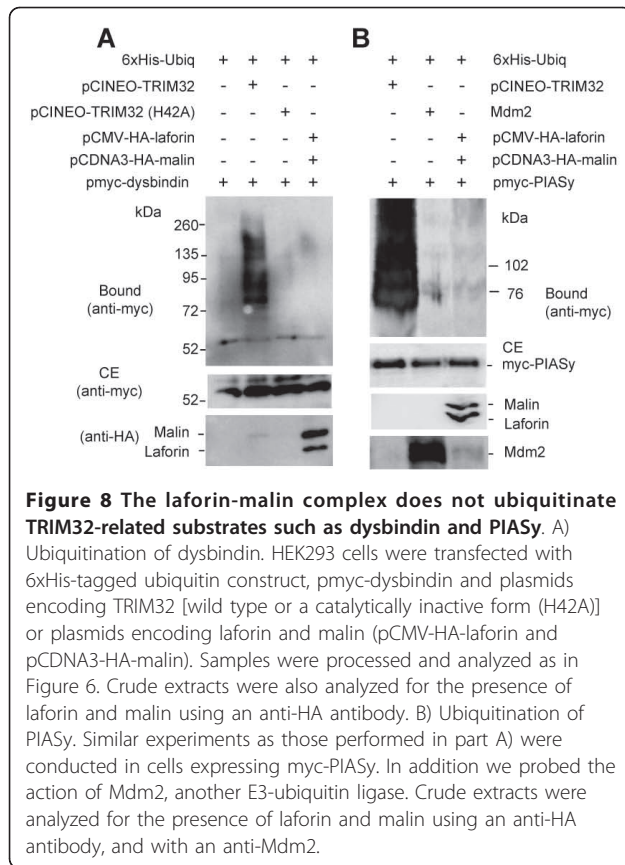 A
B
6xHis-Ubiq + + + + + + + 6xHis-Ubiq
pCINEO-TRIM32 - + - - + - - pCINEO-TRIM32
pCINEO-TRIM32 (H42A) - - + - - + - Mdm2
pCMV-HA-laforin - - - + - - + pCMV-HA-laforin
pCDNA3-HA-malin - - - + - - + pCDNA3-HA-malin
pmyc-dysbindin + + + + + + + pmyc-PIASy
kDa
260-
135-
95-
Bound
(anti-myc)
72-
52-
CE
(anti-myc)
52-
(anti-HA)
Malin -
Laforin -
kDa
- 102
- 76
Bound
(anti-myc)
CE
- myc-PIASy
- Malin
- Laforin
- Mdm2
Figure 8 The laforin-malin complex does not ubiquitinate
TRIM32-related substrates such as dysbindin and PIASy. A)
Ubiquitination of dysbindin. HEK293 cells were transfected with
6xHis-tagged ubiquitin construct, pmyc-dysbindin and plasmids
encoding TRIM32 [wild type or a catalytically inactive form (H42A)]
or plasmids encoding laforin and malin (pCMV-HA-laforin and
pCDNA3-HA-malin). Samples were processed and analyzed as in
Figure 6. Crude extracts were also analyzed for the presence of
laforin and malin using an anti-HA antibody. B) Ubiquitination of
PIASy. Similar experiments as those performed in part A) were
conducted in cells expressing myc-PIASy. In addition we probed the
action of Mdm2, another E3-ubiquitin ligase. Crude extracts were
analyzed for the presence of laforin and malin using an anti-HA
antibody, and with an anti-Mdm2.